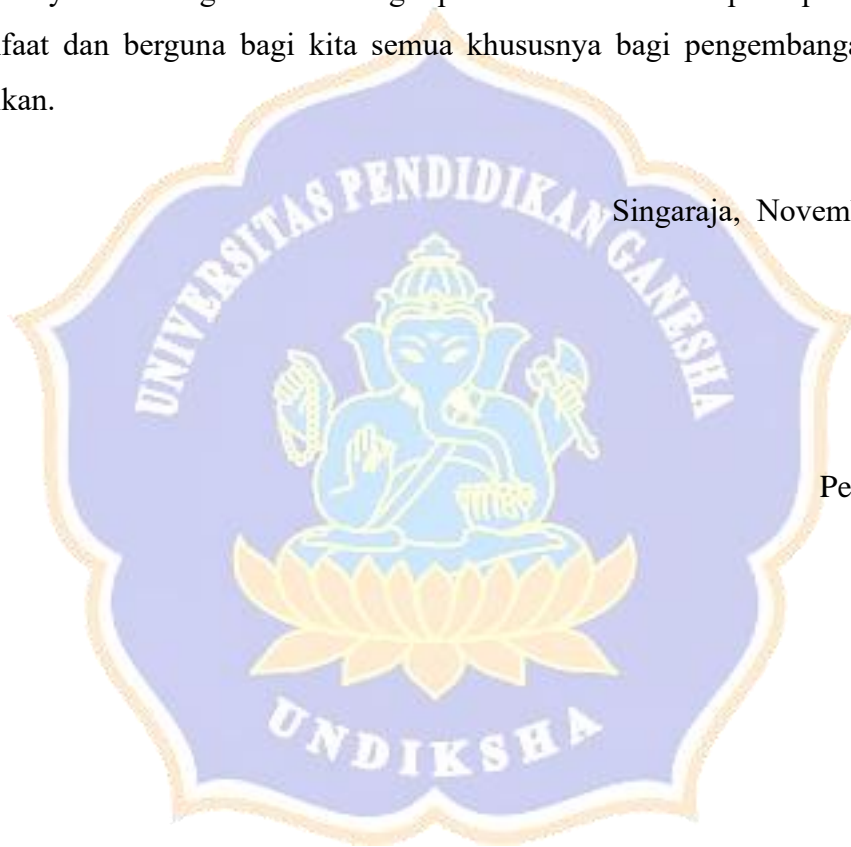 faat dan berguna bagi kita semua khususnya bagi pengembanga
kan.
Singaraja, Novem
Pe
UNIVERSITAS PENDIDIKAN GANESHA
UNDIKSHA